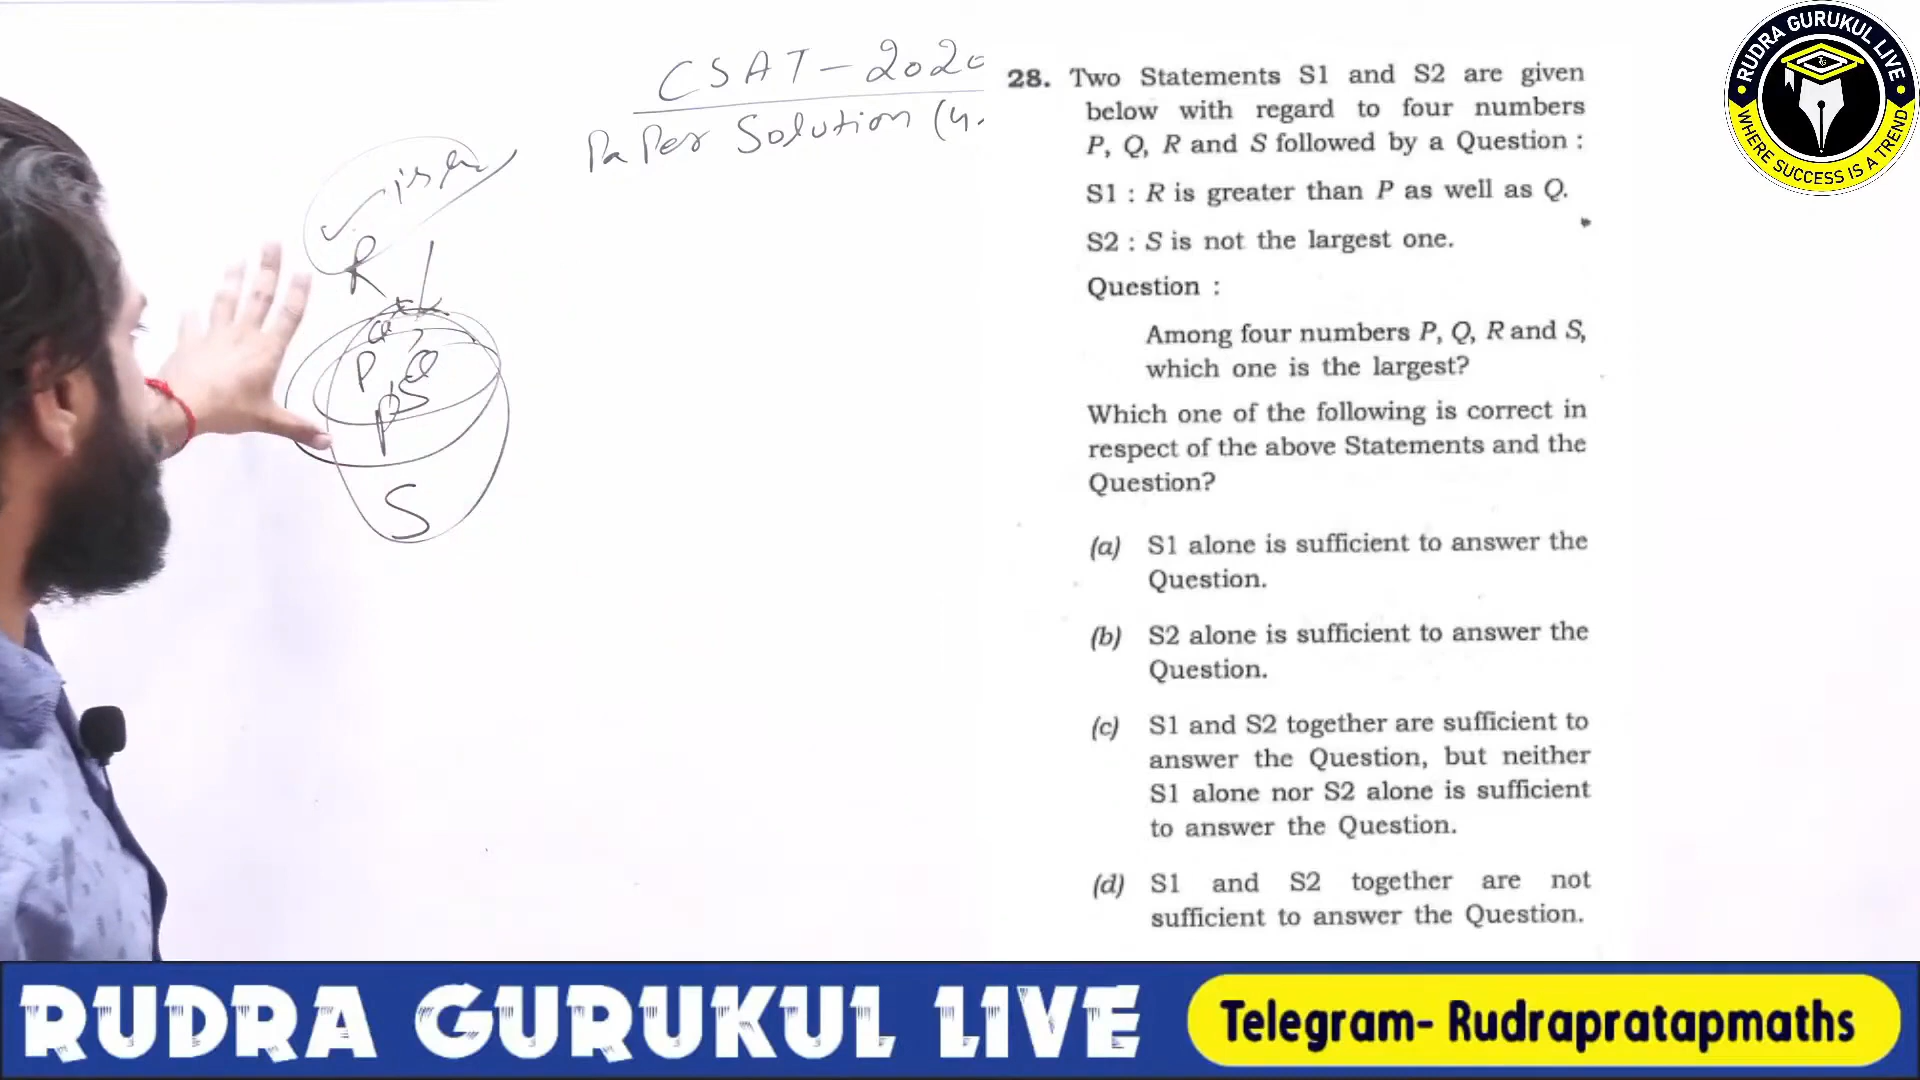 CSAT - 2020
Paper Solution (4.
R
Q
P Q
S
P
S
28. Two Statements S1 and S2 are given
below with regard to four numbers
P, Q, R and S followed by a Question :
S1 : R is greater than P as well as Q.
S2 : S is not the largest one.
Question :
Among four numbers P, Q, R and S,
which one is the largest?
Which one of the following is correct in
respect of the above Statements and the
Question?
(a) S1 alone is sufficient to answer the
Question.
(b) S2 alone is sufficient to answer the
Question.
(c) S1 and S2 together are sufficient to
answer the Question, but neither
S1 alone nor S2 alone is sufficient
to answer the Question.
(d) S1 and S2 together are not
sufficient to answer the Question.
RUDRA GURUKUL LIVE
WHERE SUCCESS IS A TREND
RUDRA GURUKUL LIVE
Telegram- Rudrapratapmaths